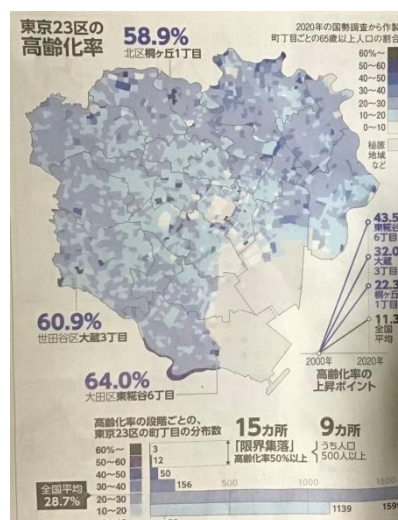 東京23区の
高齢化率
58.9%
北区桐ヶ丘1丁目
2020年の国勢調査から作製
町丁目ごとの65歳以上人口の割合
60%~
50~60
40~50
30~40
20~30
10~20
0~10
秘匿
地域
など
43.5
東糀谷
6丁目
32.0
大蔵
3丁目
22.3
桐ヶ丘
1丁目
11.3
全国
平均
2000年
2020年
高齢化率の
上昇ポイント
60.9%
世田谷区大蔵3丁目
64.0%
大田区東糀谷6丁目
高齢化率の段階ごとの、
東京23区の町丁目の分布数
15カ所
「限界集落」
高齢化率50%以上
9カ所
うち人口
500人以上
60%~ 3
50~60 12
40~50 50
30~40 156
20~30
10~20
500
1000
1500
1139
159
全国平均
28.7%